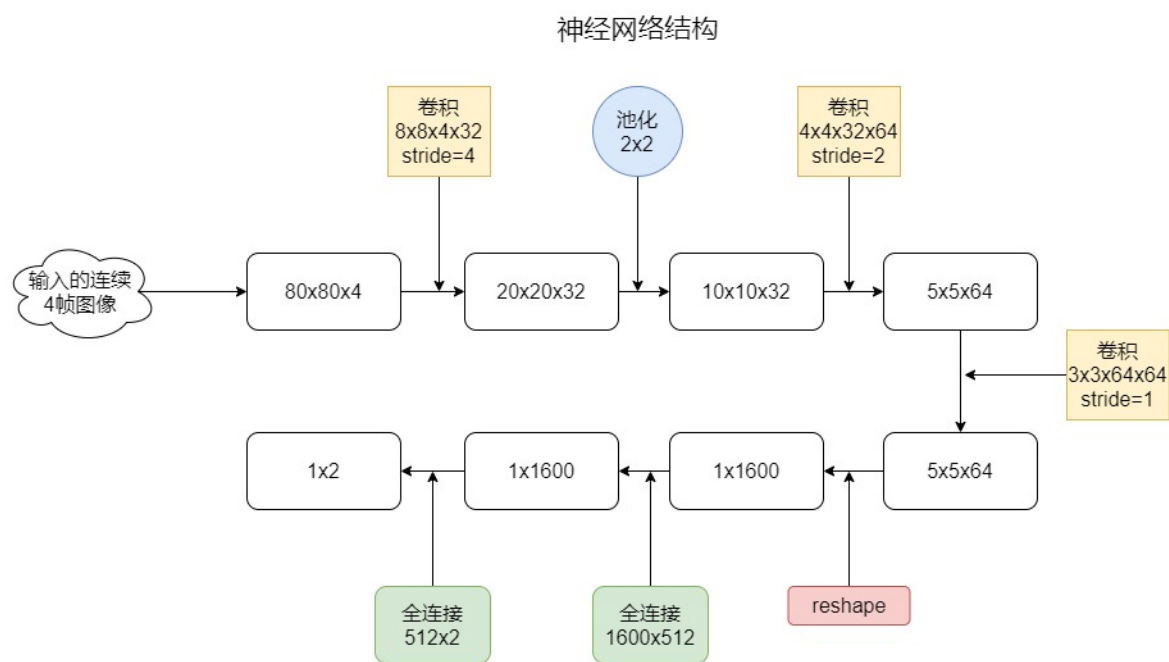 神经网络结构
卷积
8x8x4x32
stride=4
池化
2x2
卷积
4x4x32x64
stride=2
输入的连续
4帧图像
80x80x4
20x20x32
10x10x32
5x5x64
卷积
3x3x64x64
stride=1
1x2
1x1600
1x1600
5x5x64
全连接
512x2
全连接
1600x512
reshape